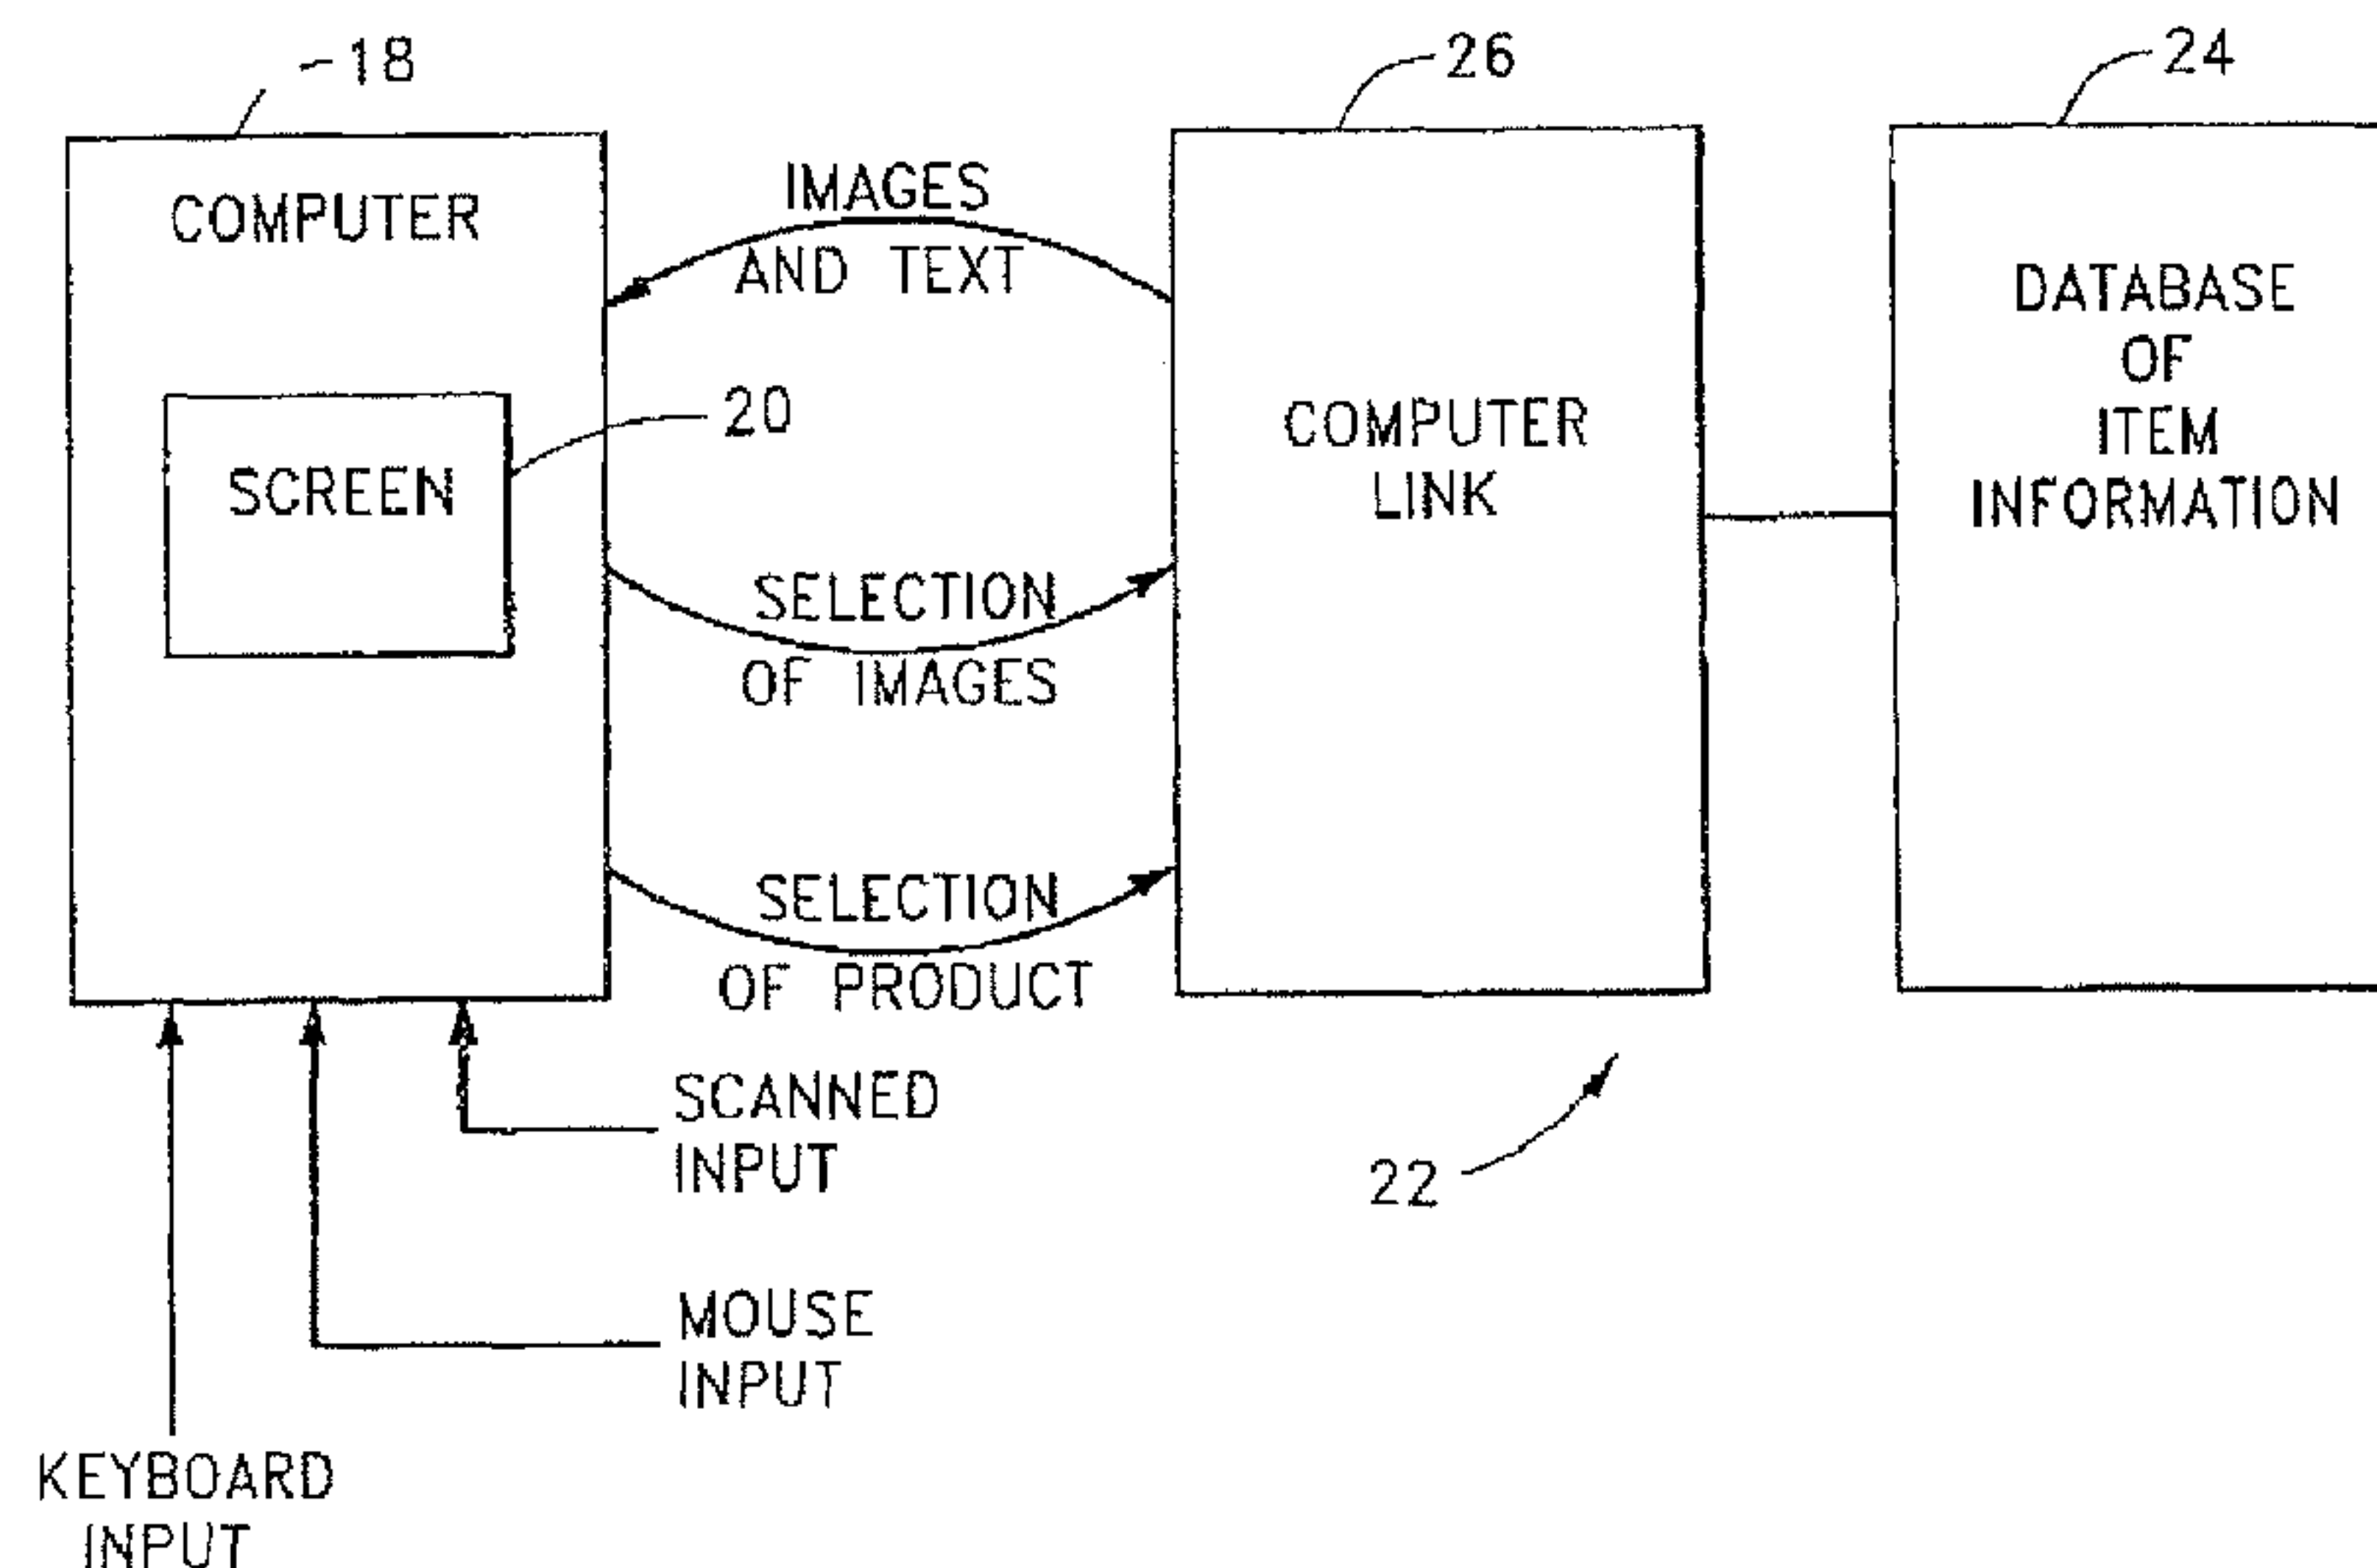 18
26
24
COMPUTER
IMAGES
AND TEXT
SCREEN
20
COMPUTER
LINK
DATABASE
OF
ITEM
INFORMATION
SELECTION
OF IMAGES
SELECTION
OF PRODUCT
SCANNED
INPUT
22
MOUSE
INPUT
KEYBOARD
INPUT